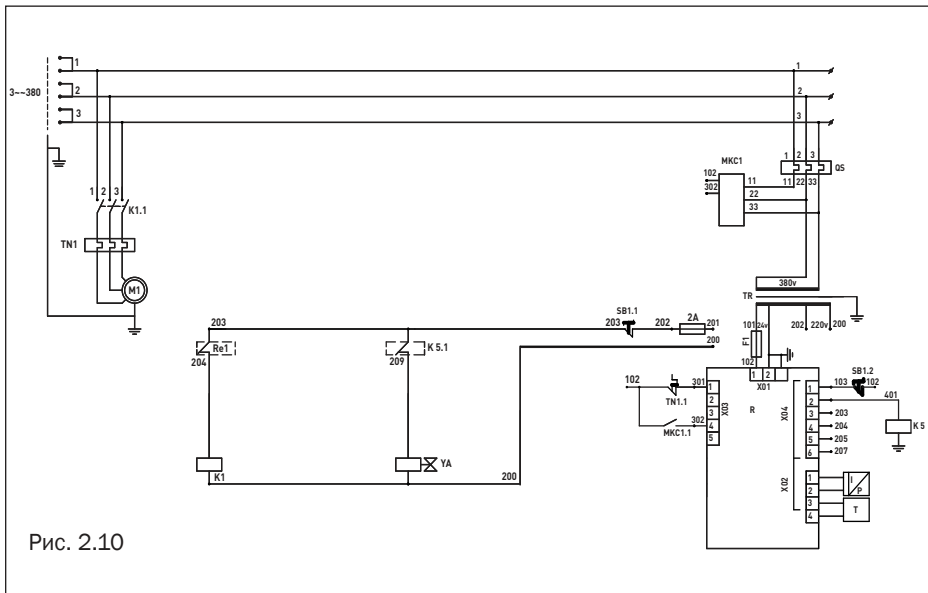 1
3~~380
2
3
1
2
3
1 2 3
K1.1
TN1
M1
1 2 3
QS
11 22 33
MKC1
102
302
11
22
33
380v
TR
101 24v
202 220v 200
F1
102
203
SB1.1
203
202
2A
201
200
Re1
204
K 5.1
209
K1
YA
200
102
TN1.1
301
MKC1.1
302
1
2
3
4
5
X03
1 2
X01
R
X04
1
2
3
4
5
6
103
SB1.2
102
401
203
204
205
207
K 5
X02
1
2
3
4
I
P
T
Рис. 2.10